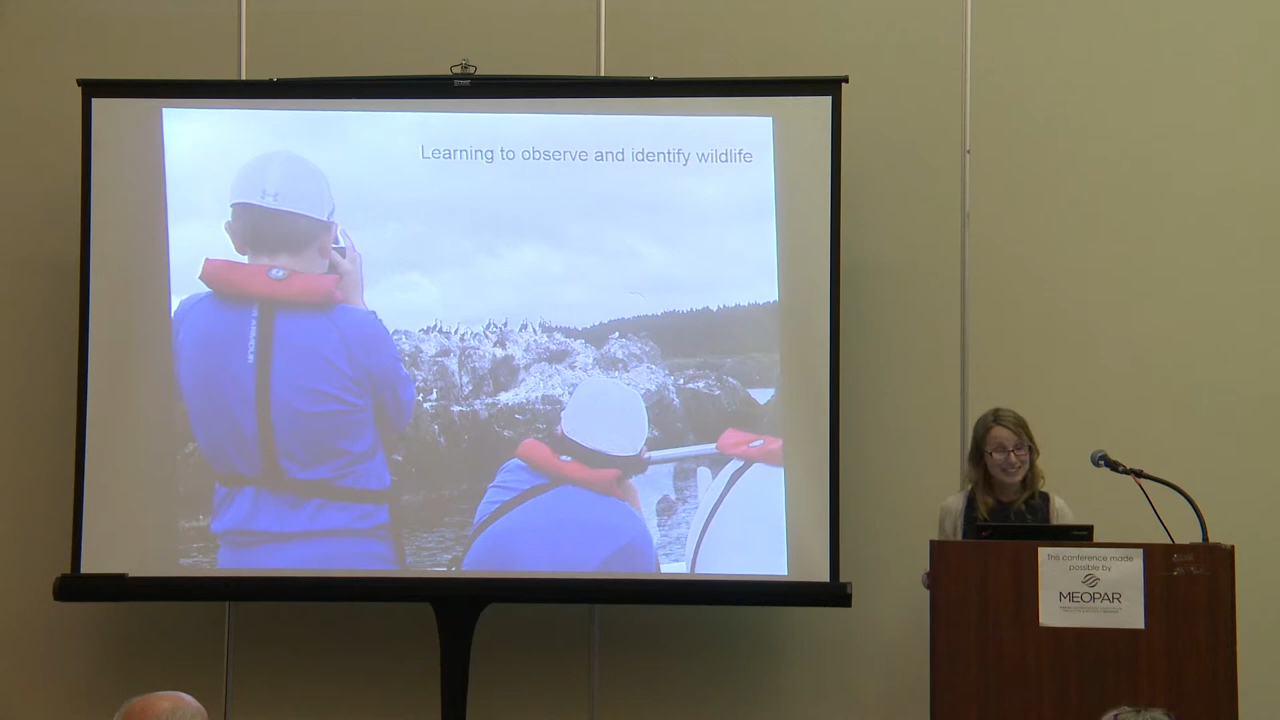 Learning to observe and identify wildlife
This conference made
possible by
MEOPAR